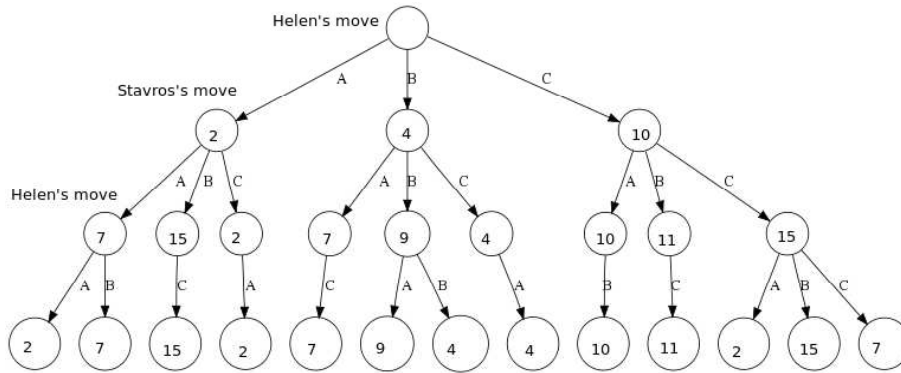 Helen's move
A B C
Stavros's move
2 4 10
A B C A B C A B C
Helen's move
7 15 2 7 9 4 10 11 15
A B C A C A B A B C A B C
2 7 15 2 7 9 4 4 10 11 2 15 7